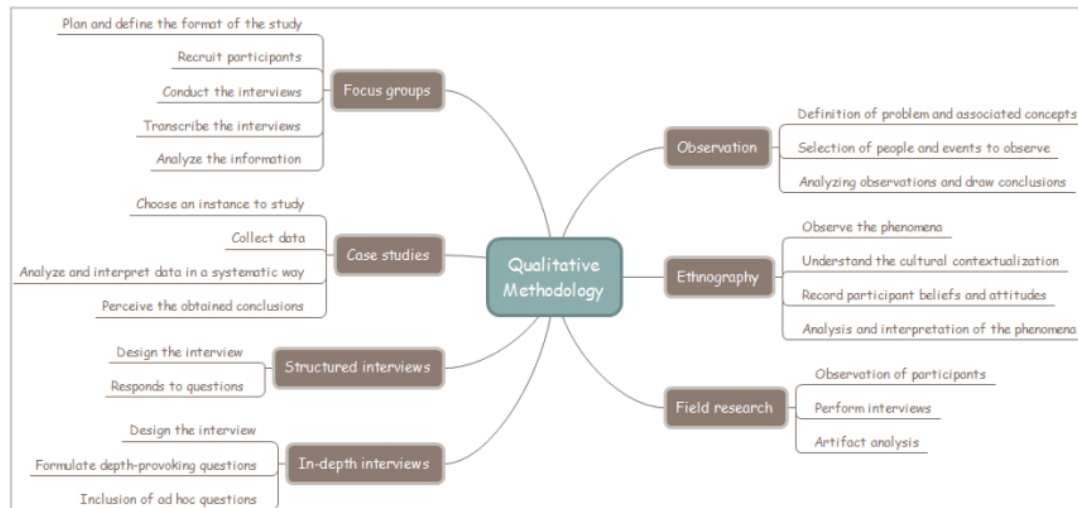 Plan and define the format of the study
Recruit participants
Conduct the interviews
Transcribe the interviews
Analyze the information
Focus groups
Choose an instance to study
Collect data
Analyze and interpret data in a systematic way
Perceive the obtained conclusions
Case studies
Design the interview
Responds to questions
Structured interviews
Design the interview
Formulate depth-provoking questions
Inclusion of ad hoc questions
In-depth interviews
Qualitative
Methodology
Observation
Definition of problem and associated concepts
Selection of people and events to observe
Analyzing observations and draw conclusions
Ethnography
Observe the phenomena
Understand the cultural contextualization
Record participant beliefs and attitudes
Analysis and interpretation of the phenomena
Field research
Observation of participants
Perform interviews
Artifact analysis